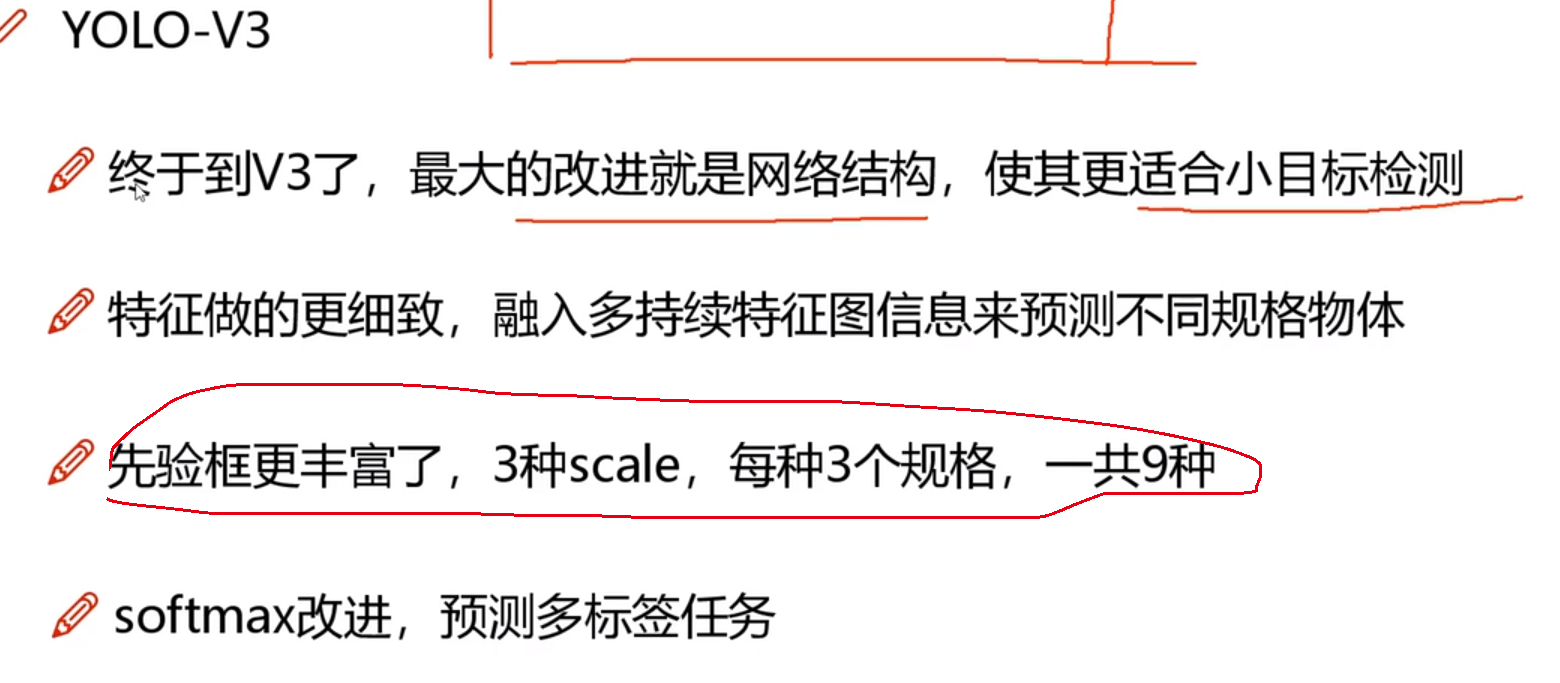 YOLO-V3
终于到V3了，最大的改进就是网络结构，使其更适合小目标检测
特征做的更细致，融入多持续特征图信息来预测不同规格物体
先验框更丰富了，3种scale，每种3个规格，一共9种
softmax改进，预测多标签任务